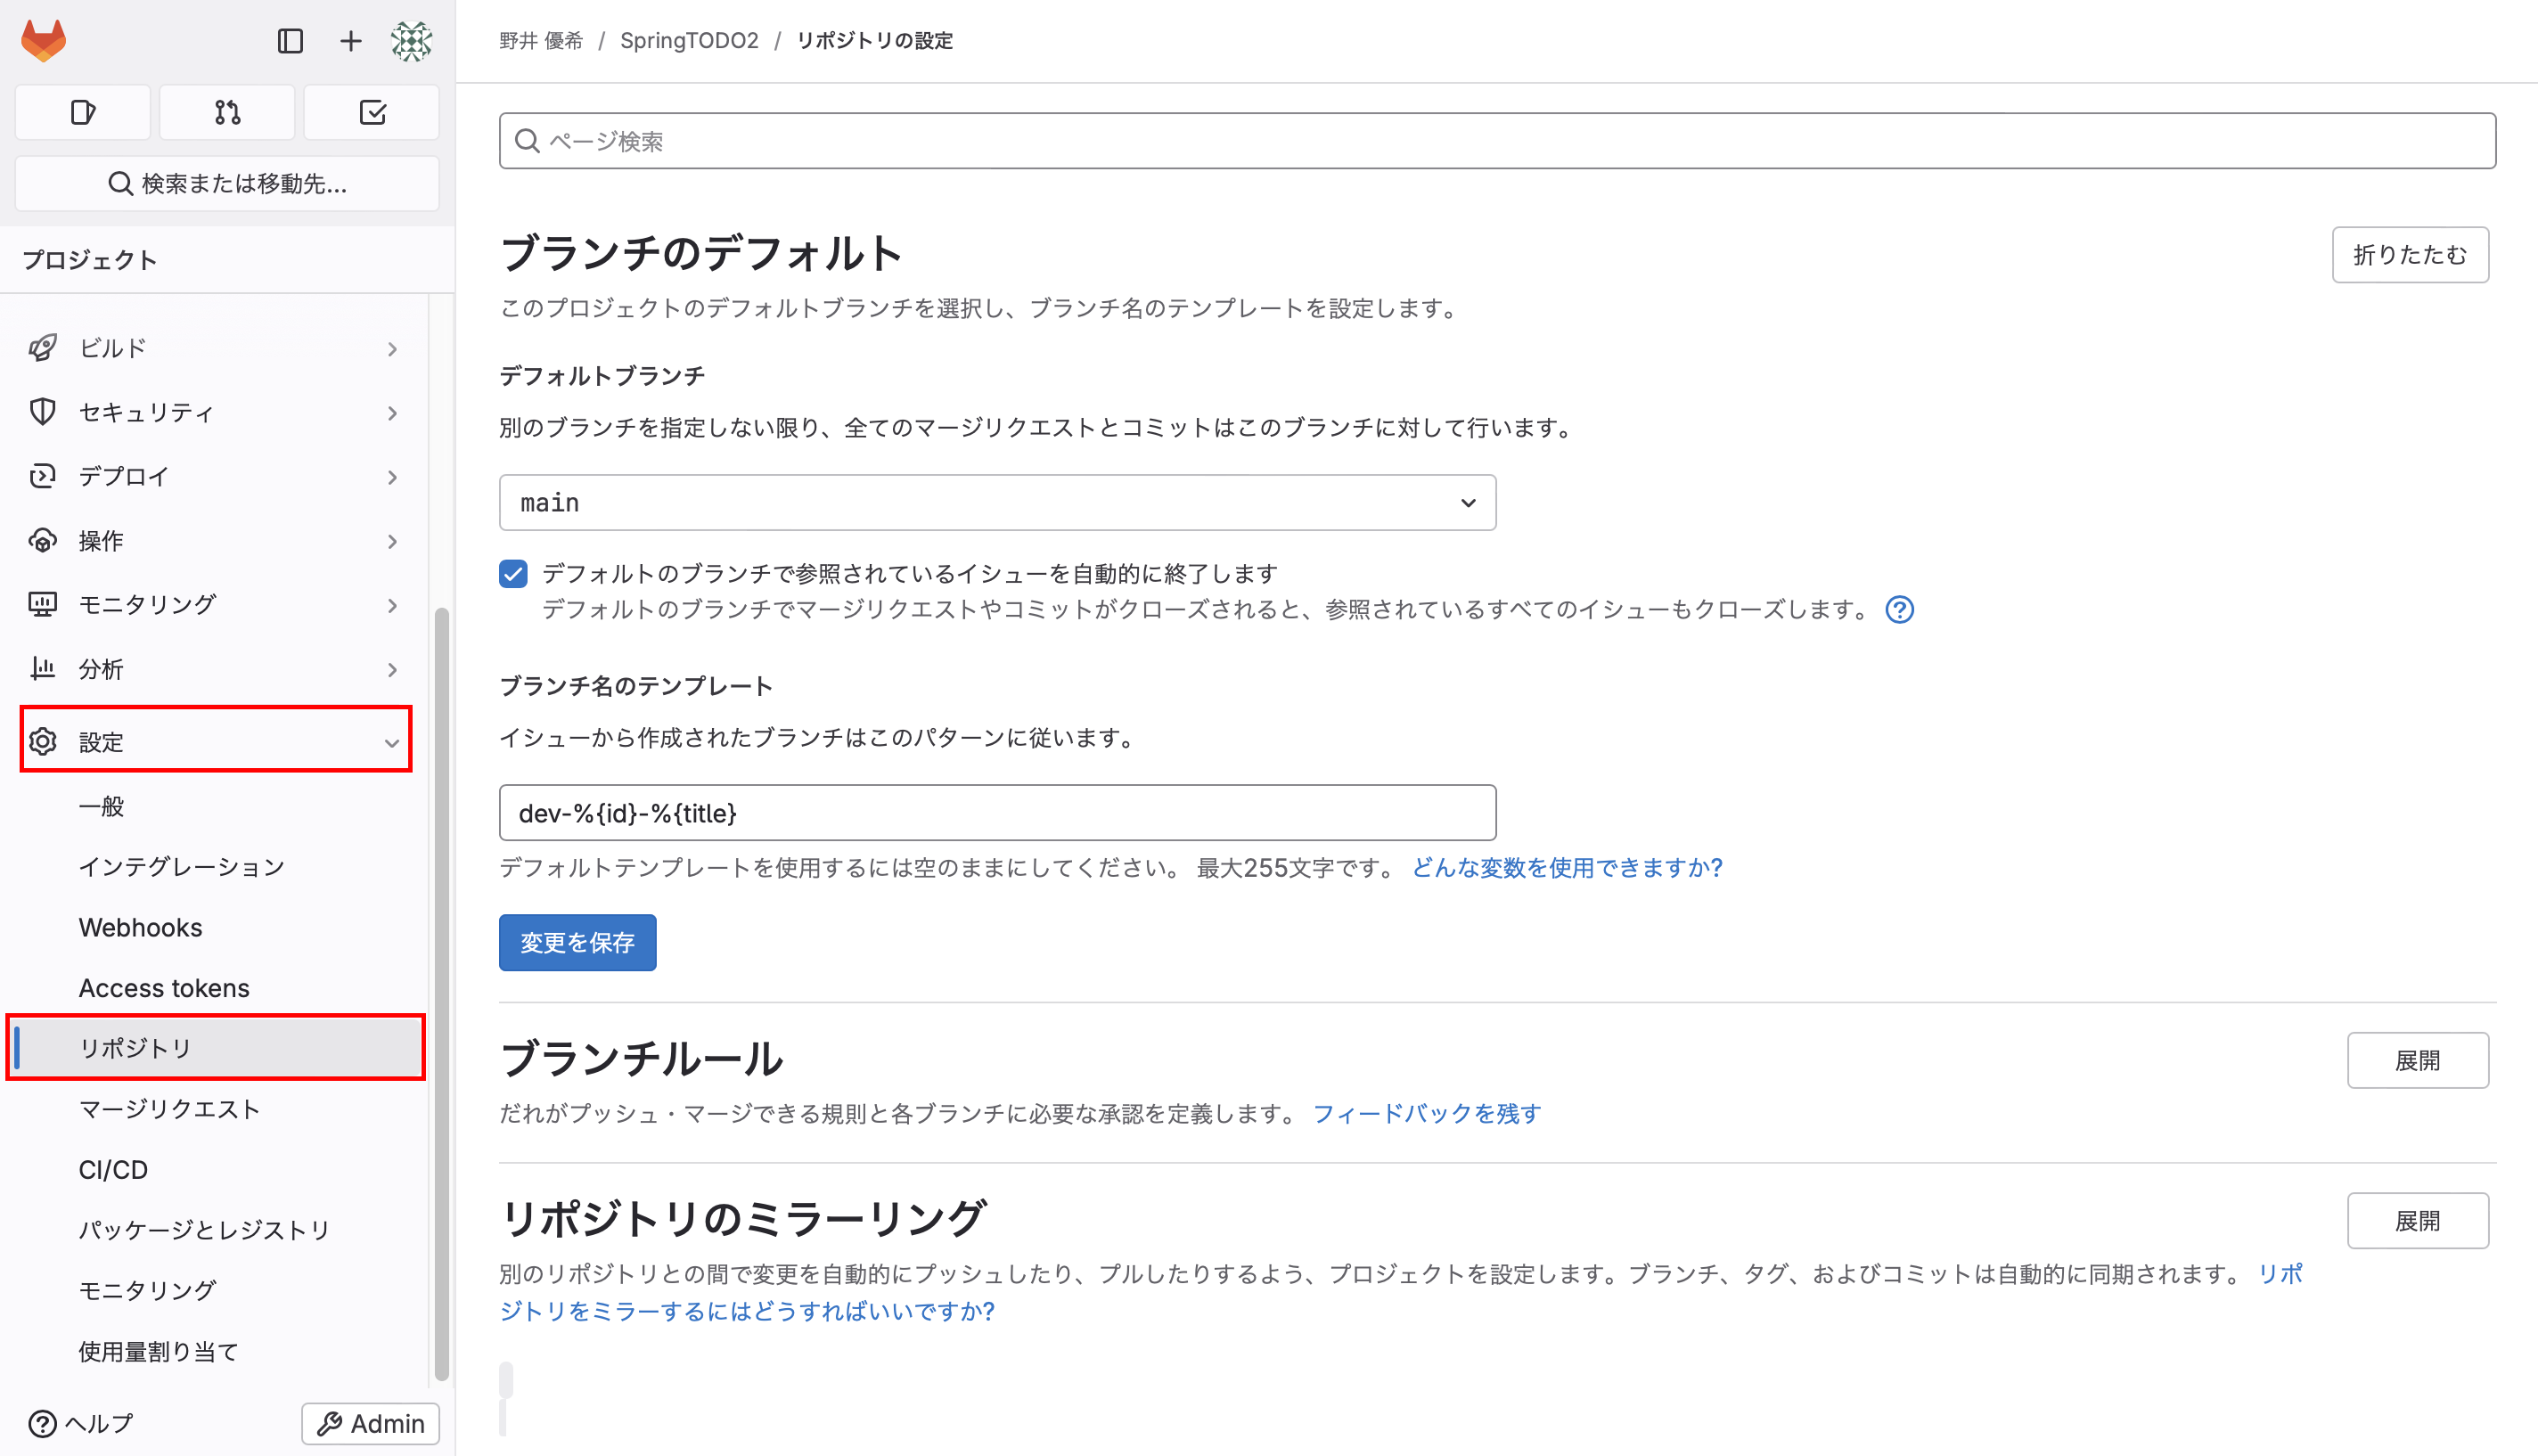 野井 優希 / SpringTODO2 / リポジトリの設定
検索または移動先...
プロジェクト
ビルド
セキュリティ
デプロイ
操作
モニタリング
分析
設定
一般
インテグレーション
Webhooks
Access tokens
リポジトリ
マージリクエスト
CI/CD
パッケージとレジストリ
モニタリング
使用量割り当て
ヘルプ
Admin
ページ検索
ブランチのデフォルト
折りたたむ
このプロジェクトのデフォルトブランチを選択し、ブランチ名のテンプレートを設定します。
デフォルトブランチ
別のブランチを指定しない限り、全てのマージリクエストとコミットはこのブランチに対して行います。
main
デフォルトのブランチで参照されているイシューを自動的に終了します
デフォルトのブランチでマージリクエストやコミットがクローズされると、参照されているすべてのイシューもクローズします。
ブランチ名のテンプレート
イシューから作成されたブランチはこのパターンに従います。
dev-%{id}-%{title}
デフォルトテンプレートを使用するには空のままにしてください。 最大255文字です。 どんな変数を使用できますか?
変更を保存
ブランチルール
展開
だれがプッシュ・マージできる規則と各ブランチに必要な承認を定義します。 フィードバックを残す
リポジトリのミラーリング
展開
別のリポジトリとの間で変更を自動的にプッシュしたり、プルしたりするよう、プロジェクトを設定します。ブランチ、タグ、およびコミットは自動的に同期されます。 リポ
ジトリをミラーするにはどうすればいいですか?